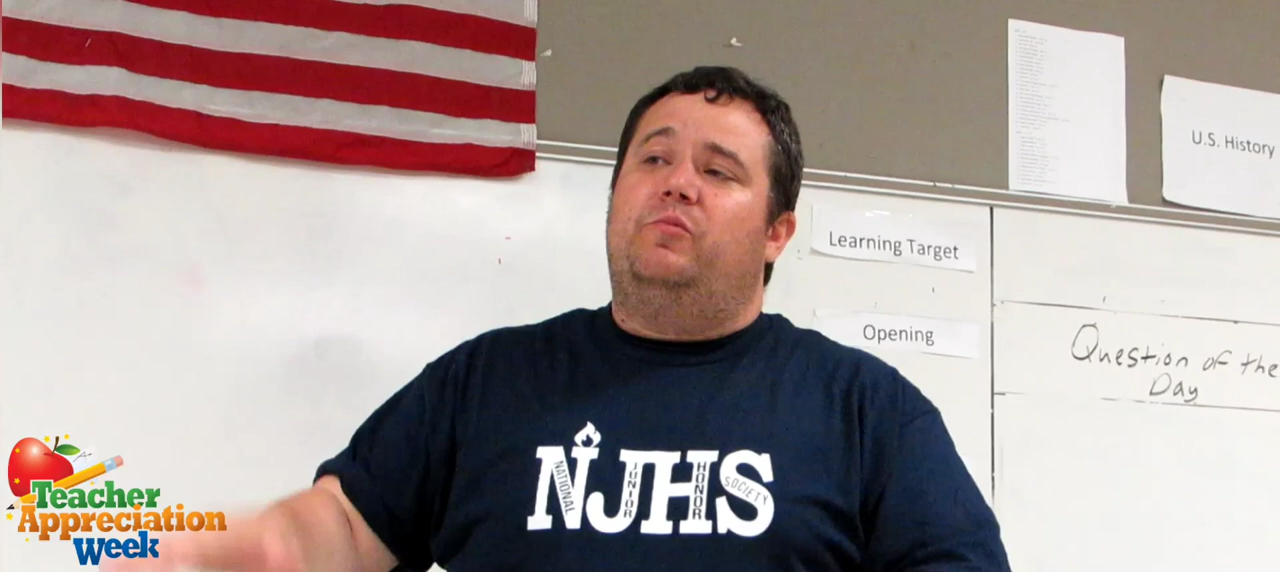 U.S. History
Learning Target
Opening
Question of the
Day
NJHS
NATIONAL
JUNIOR
HONOR
SOCIETY
A+
Teacher
Appreciation
Week